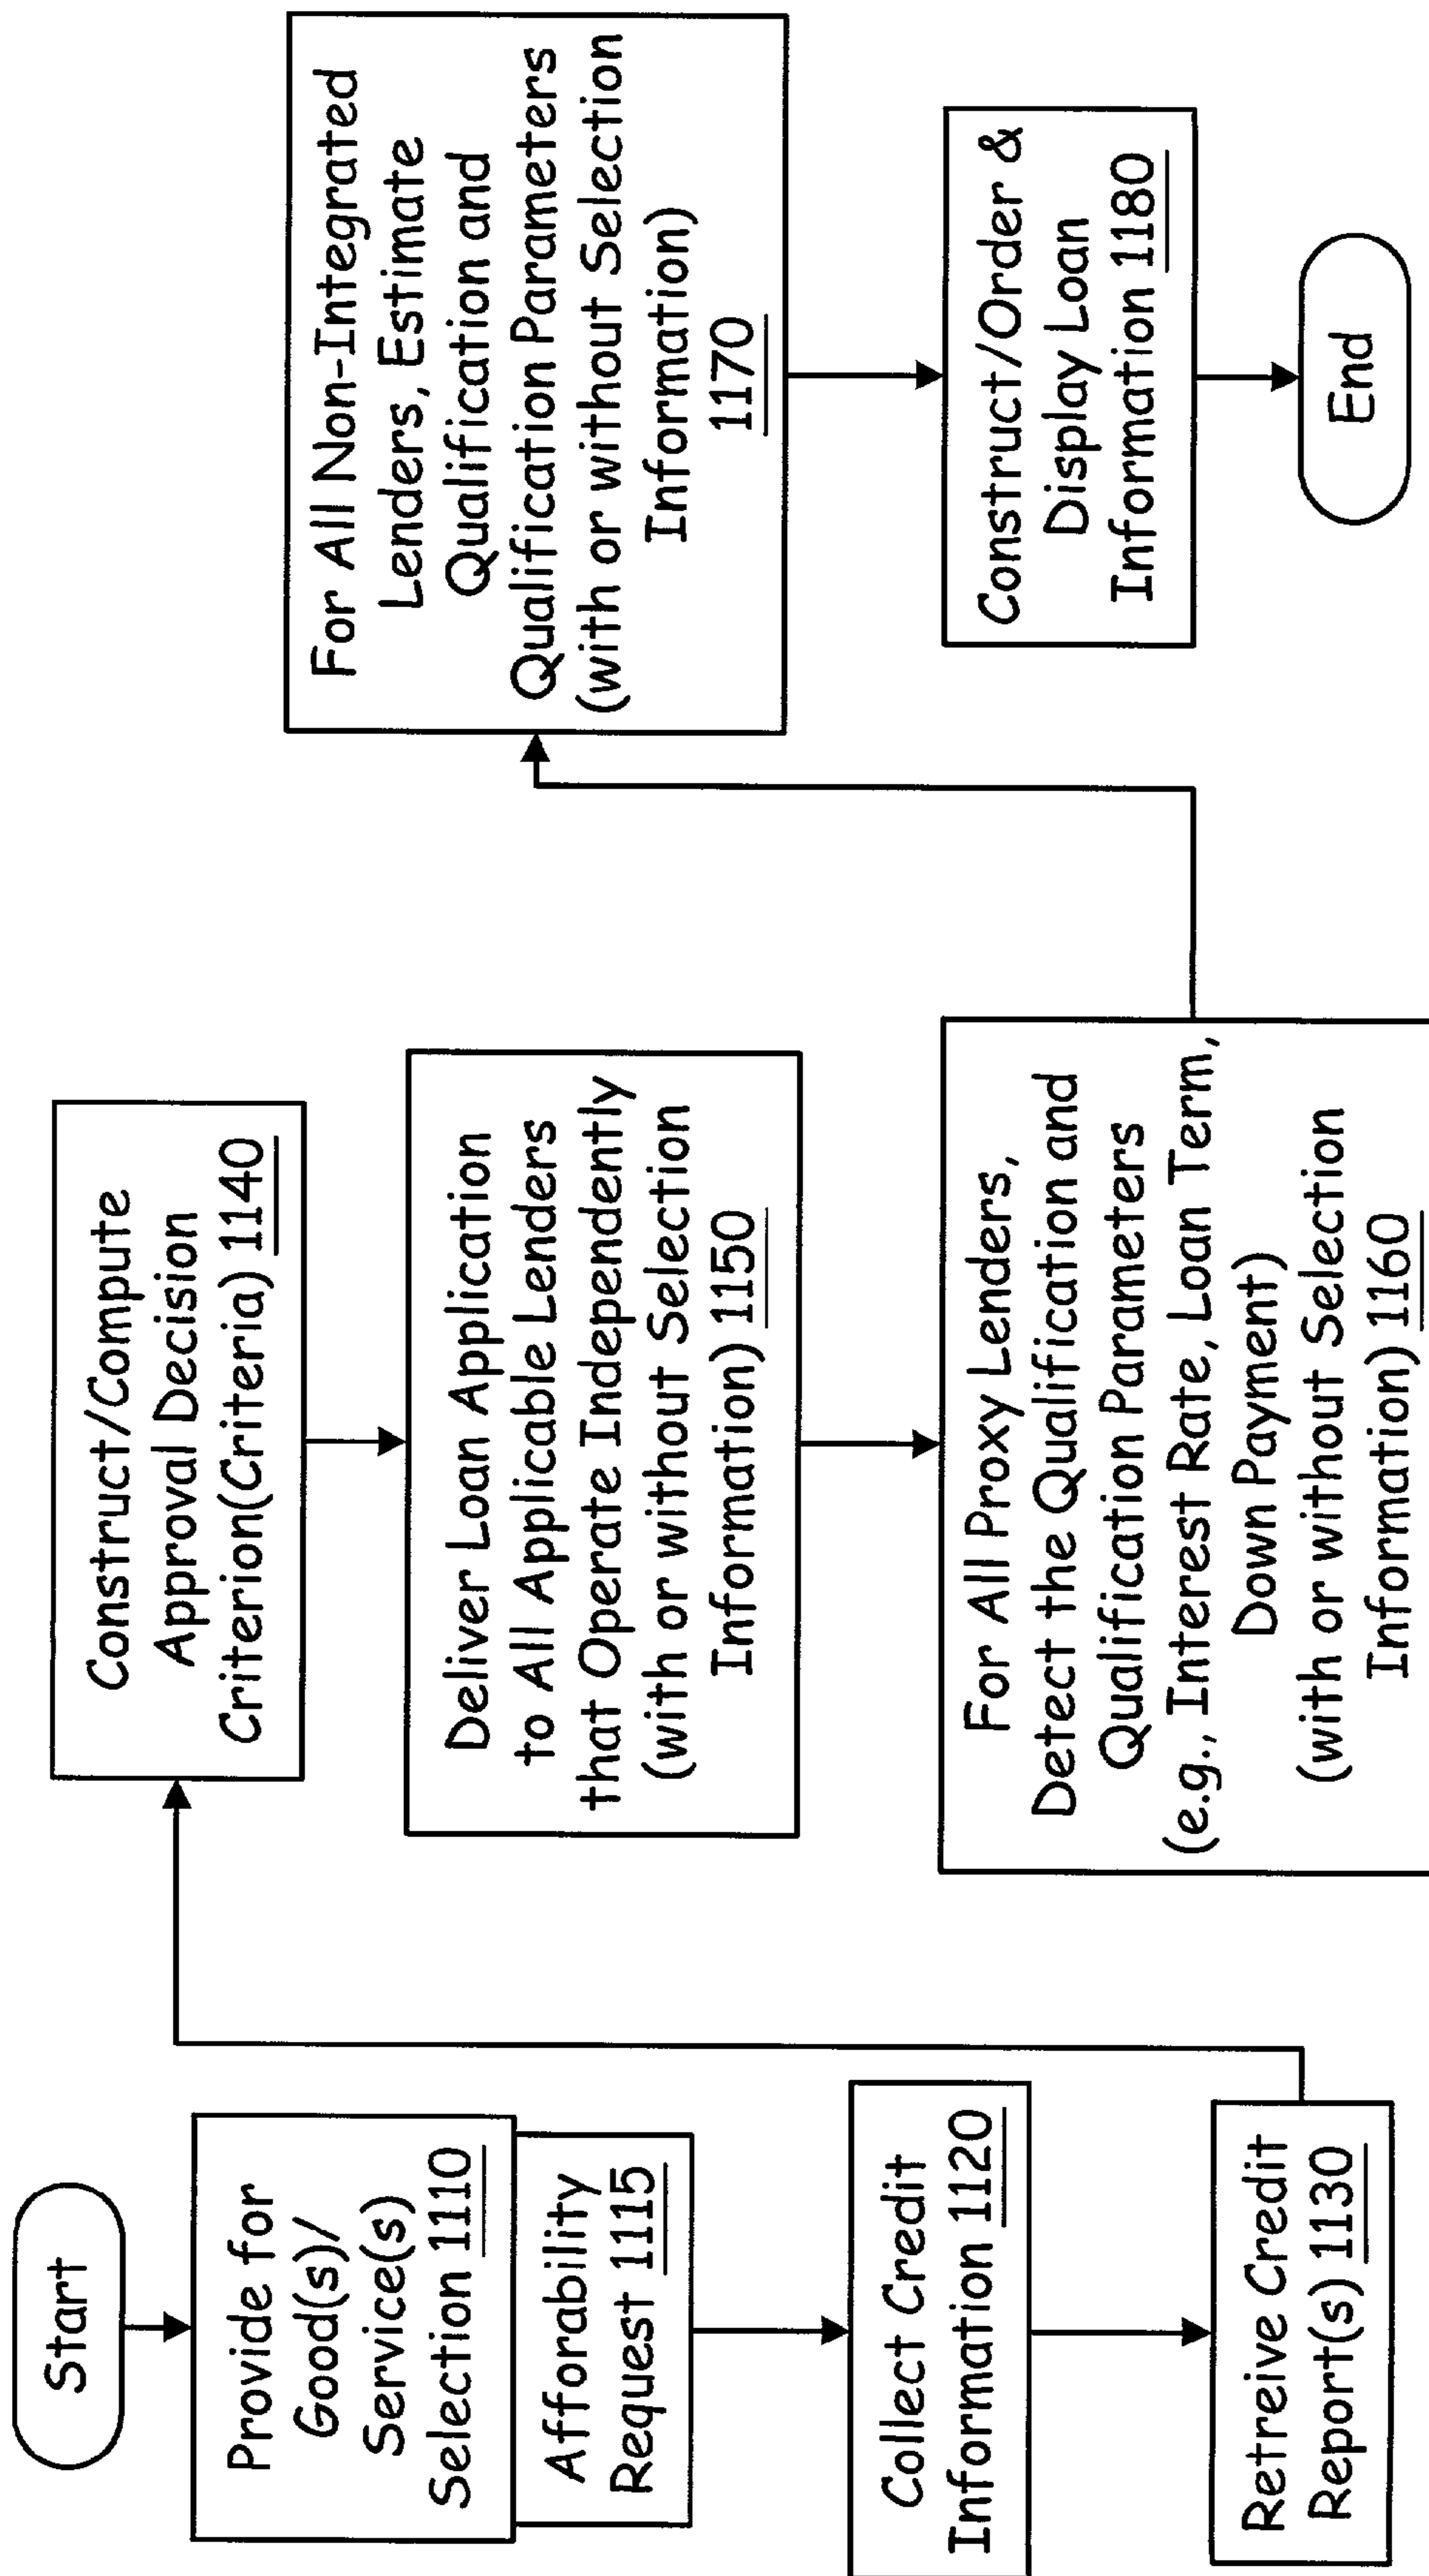 Start
Provide for
Good(s)/
Service(s)
Selection 1110
Afforability
Request 1115
Collect Credit
Information 1120
Retreive Credit
Report(s) 1130
Construct/Compute
Approval Decision
Criterion(Criteria) 1140
Deliver Loan Application
to All Applicable Lenders
that Operate Independently
(with or without Selection
Information) 1150
For All Proxy Lenders,
Detect the Qualification and
Qualification Parameters
(e.g., Interest Rate, Loan Term,
Down Payment)
(with or without Selection
Information) 1160
For All Non-Integrated
Lenders, Estimate
Qualification and
Qualification Parameters
(with or without Selection
Information)
1170
Construct/Order &
Display Loan
Information 1180
End